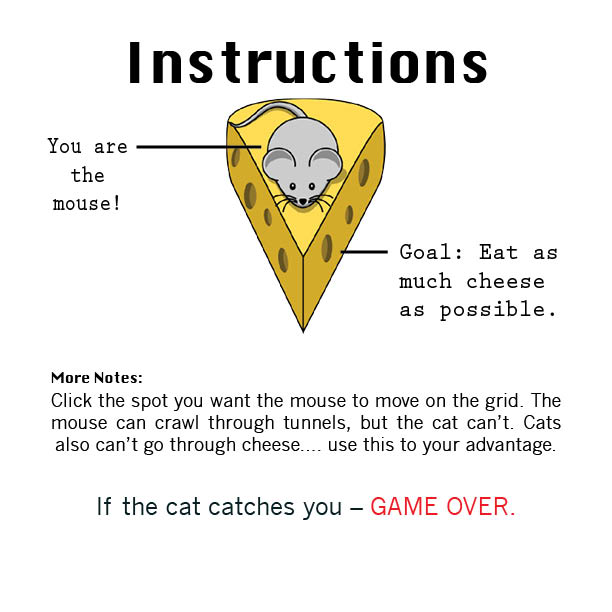 Instructions
You are
the
mouse!
Goal: Eat as
much cheese
as possible.
More Notes:
Click the spot you want the mouse to move on the grid. The
mouse can crawl through tunnels, but the cat can’t. Cats
also can’t go through cheese.... use this to your advantage.
If the cat catches you – GAME OVER.